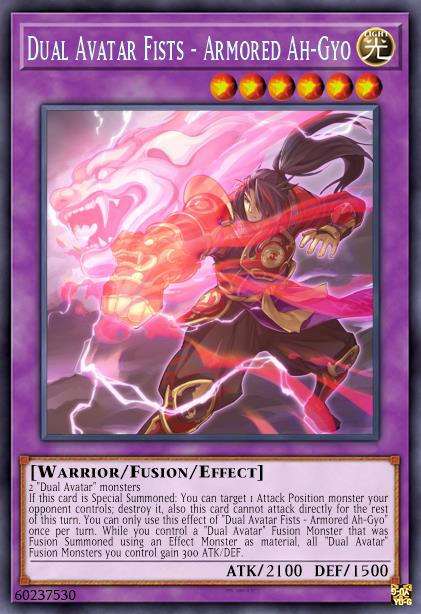 DUAL AVATAR FISTS - ARMORED AH-GYO
LIGHT
光
[WARRIOR/FUSION/EFFECT]
2 "Dual Avatar" monsters
If this card is Special Summoned: You can target 1 Attack Position monster your
opponent controls; destroy it, also this card cannot attack directly for the rest
of this turn. You can only use this effect of "Dual Avatar Fists - Armored Ah-Gyo"
once per turn. While you control a "Dual Avatar" Fusion Monster that was
Fusion Summoned using an Effect Monster as material, all "Dual Avatar"
Fusion Monsters you control gain 300 ATK/DEF.
ATK/2100 DEF/1500
60237530